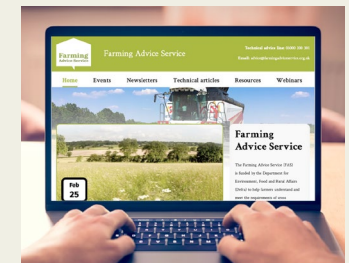 Farming
Advice Service
Farming Advice Service
Technical advice line:
Email:
Home Events Newsletters Technical articles Resources Webinars
Feb
25
Farming
Advice Service
The Farming Advice Service (FAS)
is funded by the Department for
Environment, Food and Rural Affairs
(Defra) to help farmers understand and
meet the requirements of cross